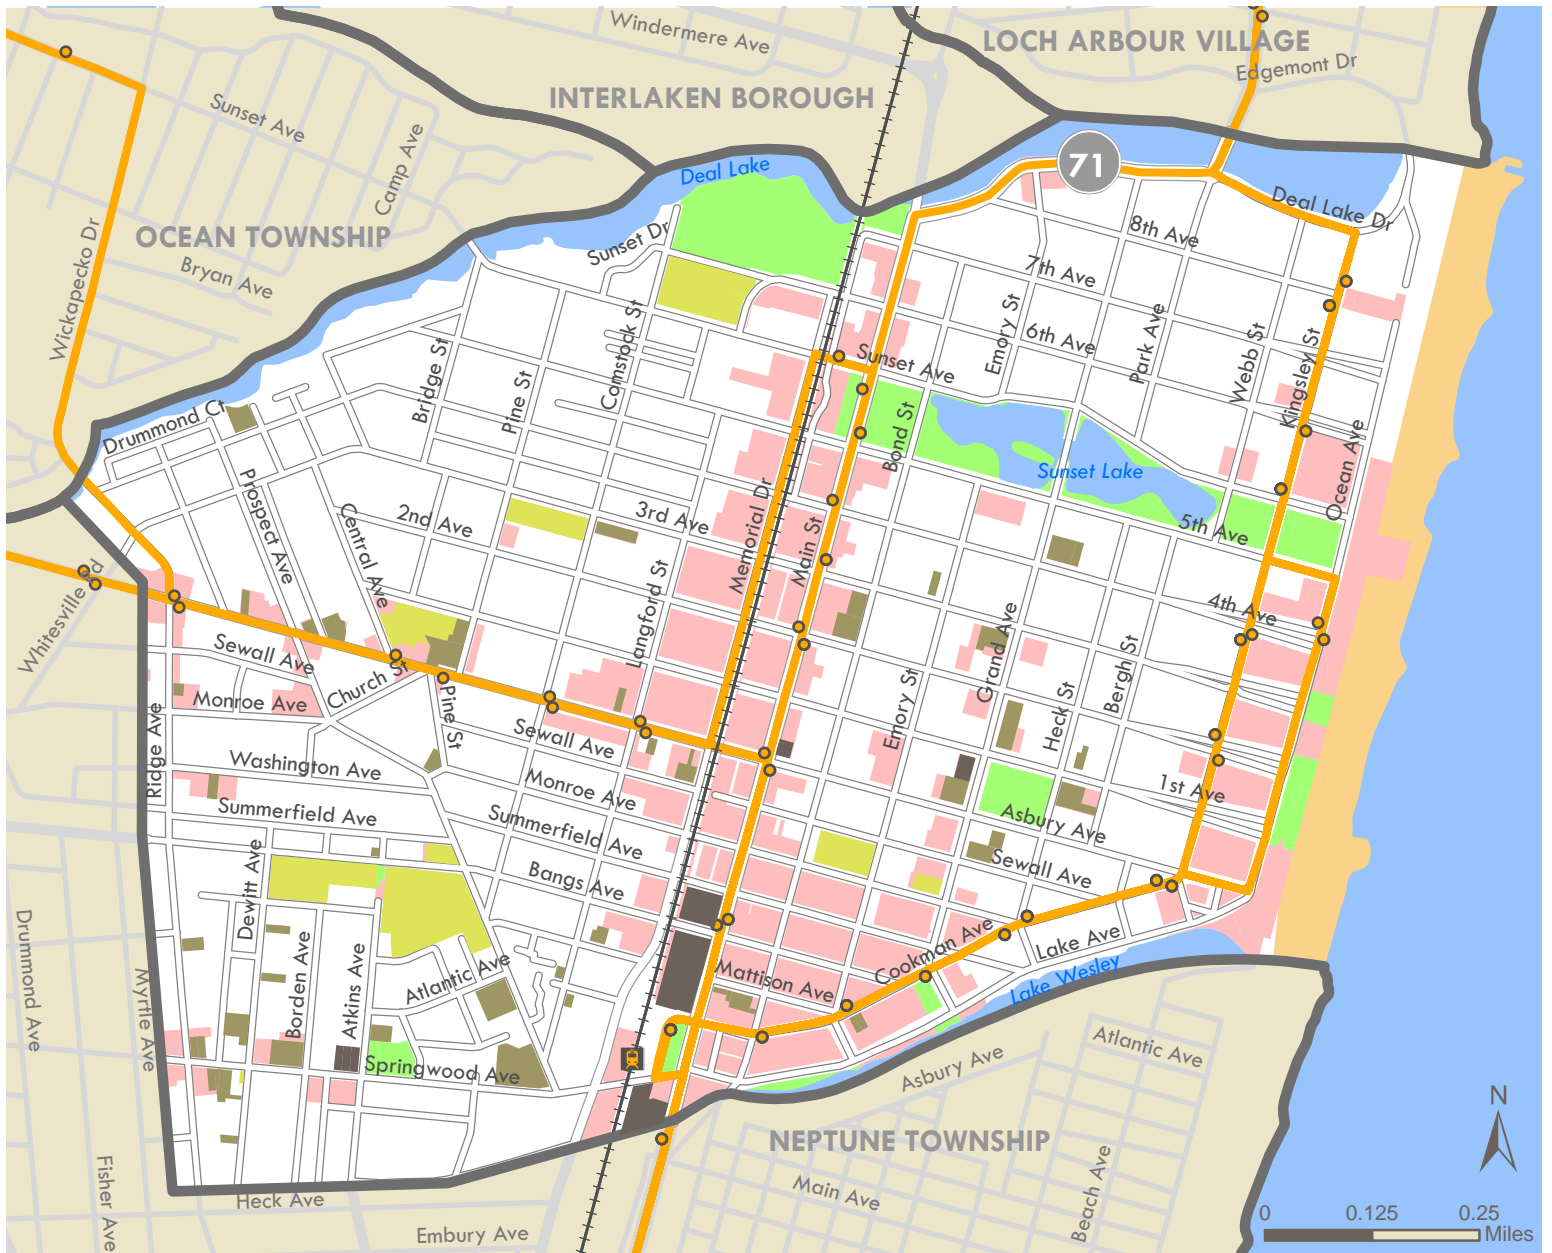 Windermere Ave
LOCH ARBOUR VILLAGE
Edgemont Dr
INTERLAKEN BOROUGH
Sunset Ave
Camp Ave
71
Deal Lake
Deal Lake Dr
Wickapecko Dr
OCEAN TOWNSHIP
Bryan Ave
Sunset Dr
8th Ave
7th Ave
6th Ave
Emory St
Park Ave
Webb St
Kingsley St
Comstock St
Bridge St
Pine St
Sunset Ave
Bond St
Drummond Ct
Sunset Lake
Ocean Ave
Prospect Ave
Central Ave
2nd Ave
3rd Ave
Memorial Dr
Main St
5th Ave
4th Ave
Whitesville Rd
Langford St
Sewall Ave
Church St
Monroe Ave
Pine St
Grand Ave
Bergh St
Heck St
Emory St
Ridge Ave
Sewall Ave
Washington Ave
Monroe Ave
1st Ave
Summerfield Ave
Summerfield Ave
Asbury Ave
Sewall Ave
Bangs Ave
Dewitt Ave
Drummond Ave
Myrtle Ave
Borden Ave
Atkins Ave
Atlantic Ave
Mattison Ave
Cookman Ave
Lake Ave
Lake Wesley
Springwood Ave
Asbury Ave
Atlantic Ave
NEPTUNE TOWNSHIP
N
Fisher Ave
Heck Ave
Embury Ave
Main Ave
Beach Ave
0 0.125 0.25
Miles